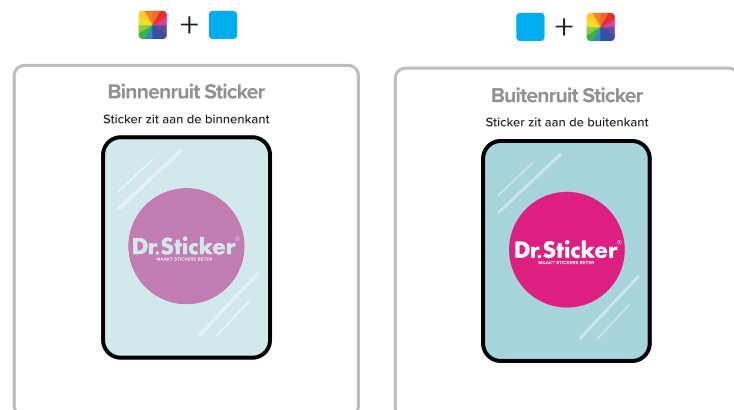 Binnenruit Sticker
Sticker zit aan de binnenkant
Dr.Sticker®
MAAKT STICKERS BETER
Buitenruit Sticker
Sticker zit aan de buitenkant
Dr.Sticker®
MAAKT STICKERS BETER